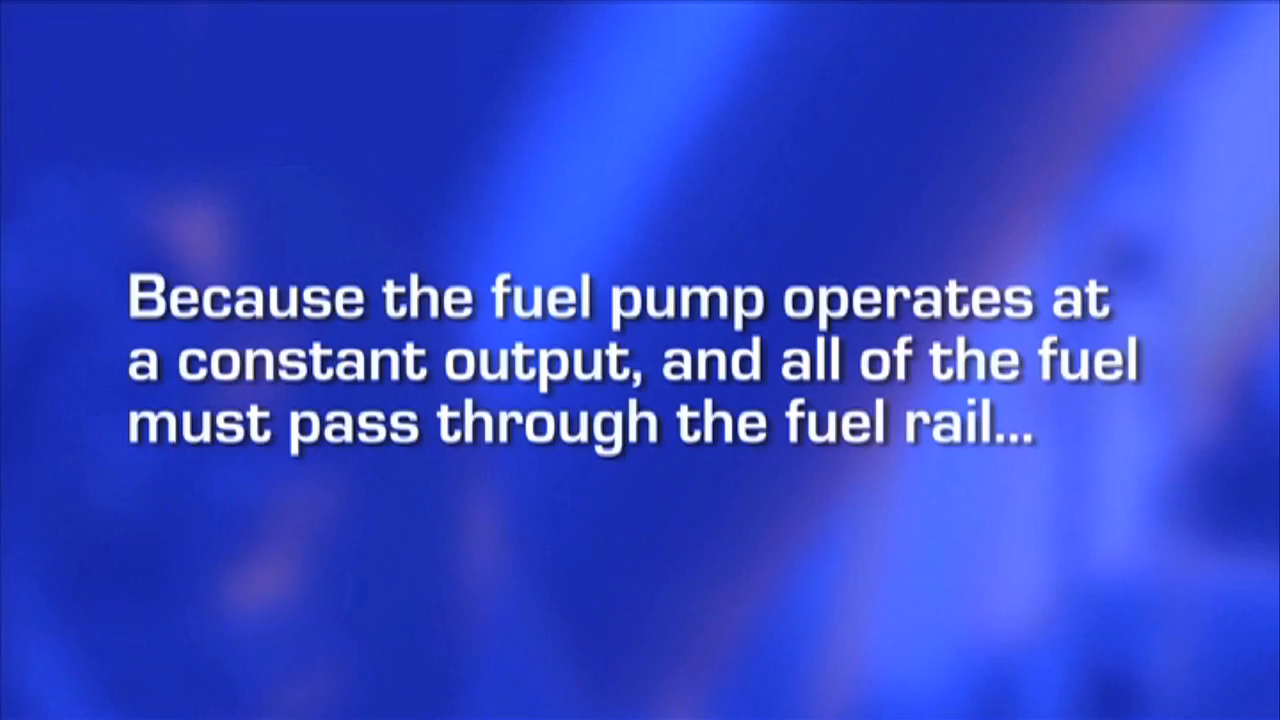 Because the fuel pump operates at
a constant output, and all of the fuel
must pass through the fuel rail...